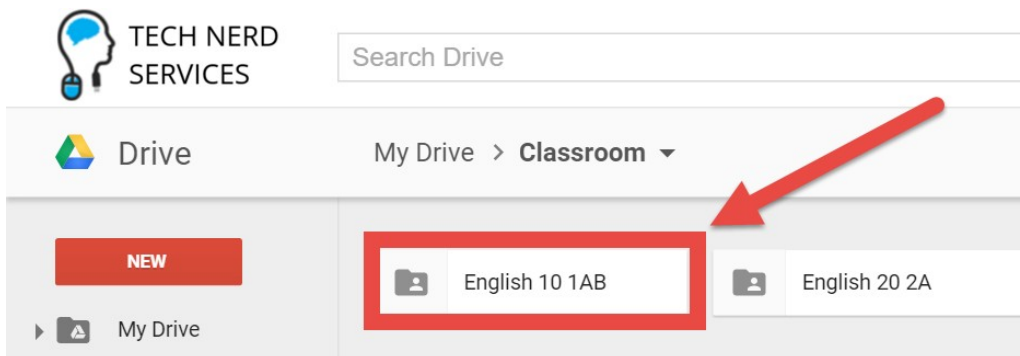 TECH NERD
SERVICES
Search Drive
Drive
My Drive > Classroom
NEW
English 10 1AB
English 20 2A
My Drive